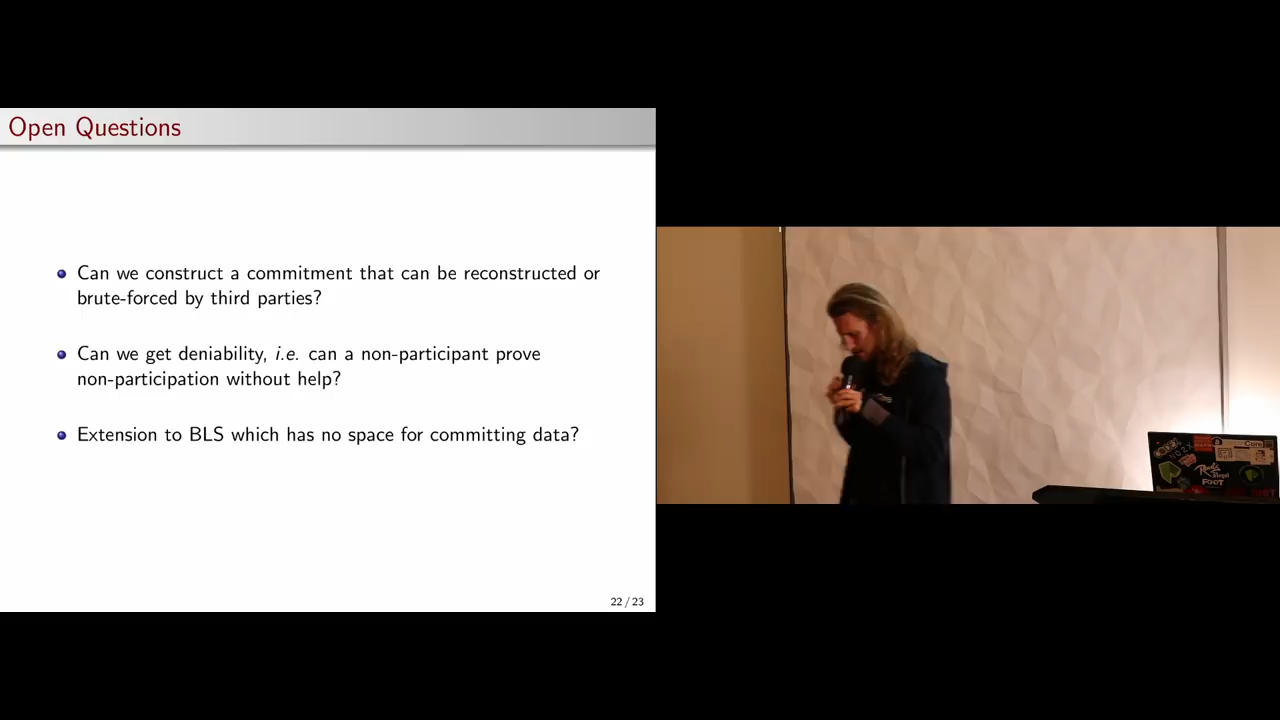 Open Questions
Can we construct a commitment that can be reconstructed or
brute-forced by third parties?
Can we get deniability, i.e. can a non-participant prove
non-participation without help?
Extension to BLS which has no space for committing data?
22 / 23
FOOT